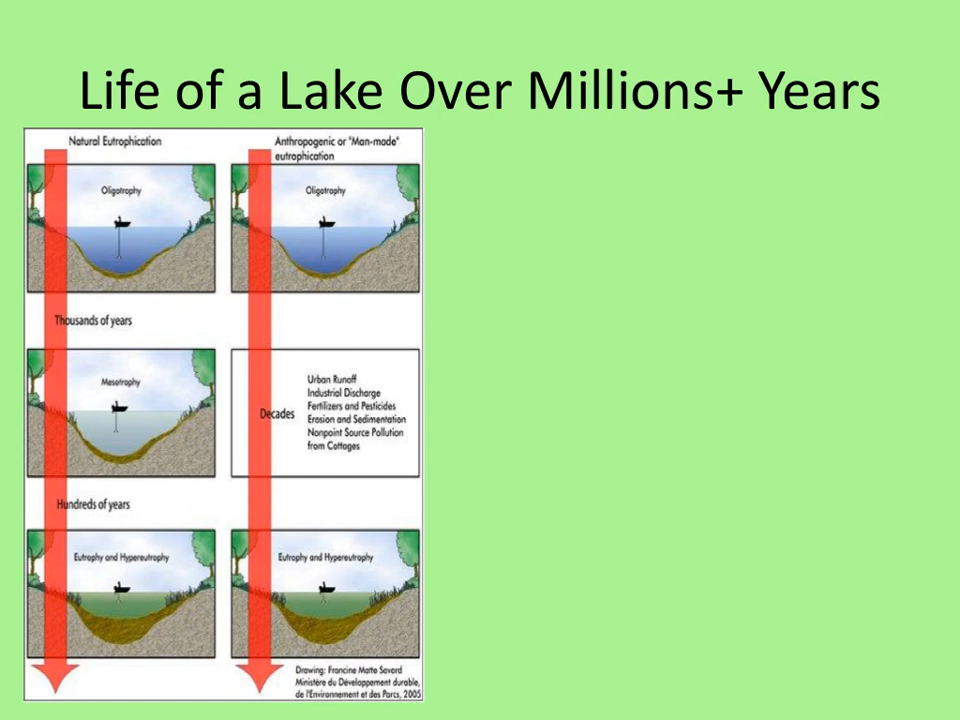 Life of a Lake Over Millions+ Years
Natural Eutrophication
Oligotrophy
Thousands of years
Mesotrophy
Hundreds of years
Eutrophy and Hypereutrophy
Anthropogenic or "Man-made"
eutrophication
Oligotrophy
Decades
Urban Runoff
Industrial Discharge
Fertilizers and Pesticides
Erosion and Sedimentation
Nonpoint Source Pollution
from Cottages
Eutrophy and Hypereutrophy
Drawing: Francine Matte Savard
Ministère du Développement durable,
de l'Environnement et des Parcs, 2005